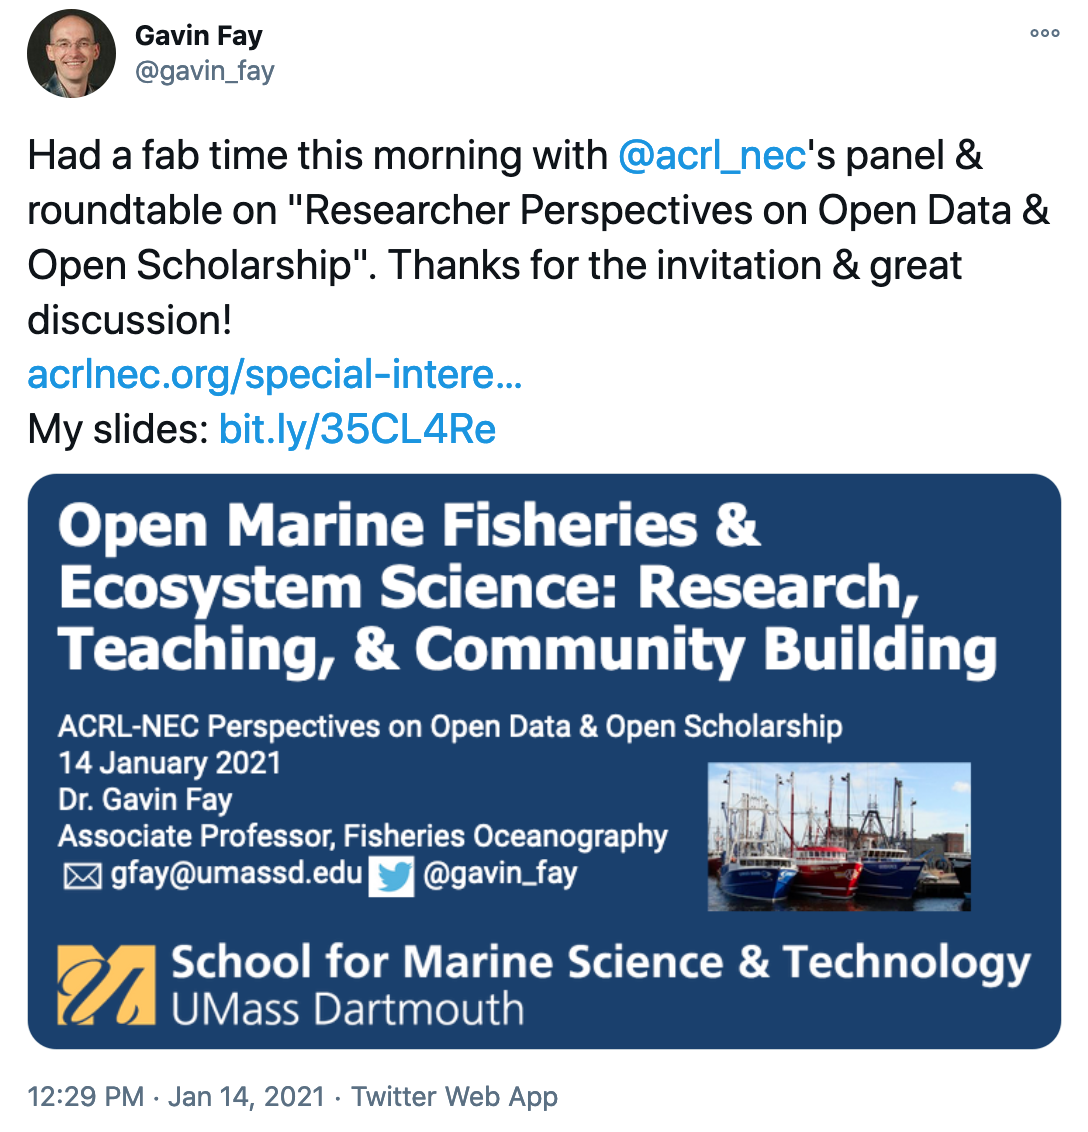 Gavin Fay
@gavin_fay
Had a fab time this morning with @acrl_nec's panel &
roundtable on "Researcher Perspectives on Open Data &
Open Scholarship". Thanks for the invitation & great
discussion!
acrlnec.org/special-intere...
My slides: bit.ly/35CL4Re
Open Marine Fisheries &
Ecosystem Science: Research,
Teaching, & Community Building
ACRL-NEC Perspectives on Open Data & Open Scholarship
14 January 2021
Dr. Gavin Fay
Associate Professor, Fisheries Oceanography
gfay@umassd.edu @gavin_fay
School for Marine Science & Technology
UMass Dartmouth
12:29 PM · Jan 14, 2021 · Twitter Web App